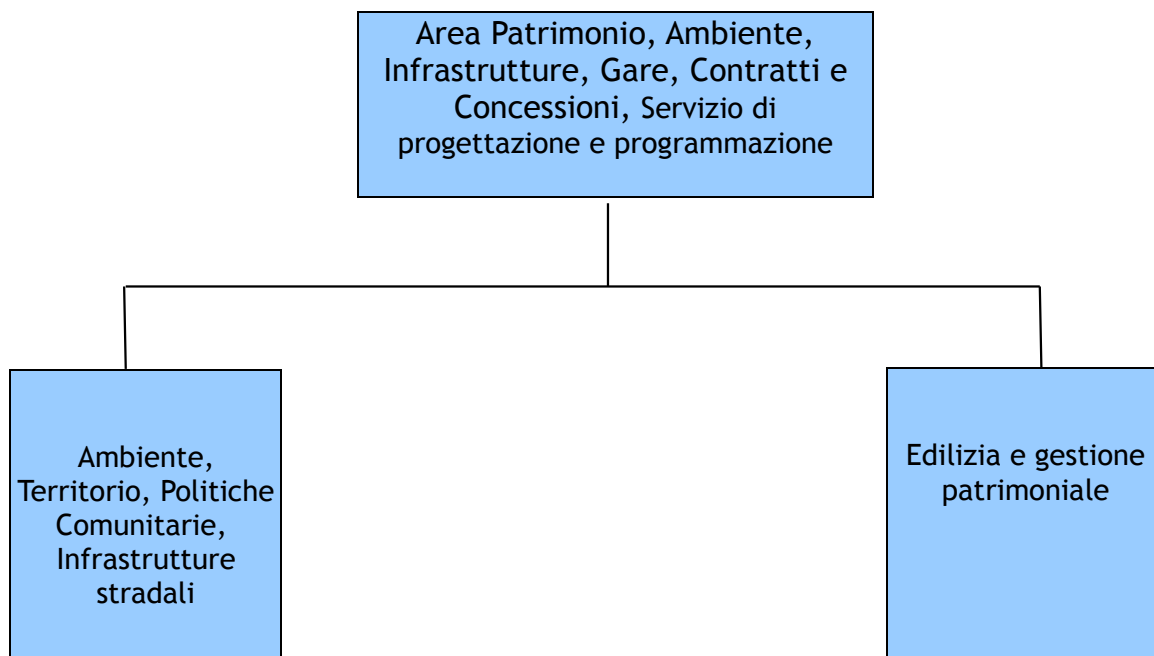 Area Patrimonio, Ambiente,
Infrastrutture, Gare, Contratti e
Concessioni, Servizio di
progettazione e programmazione
Ambiente,
Territorio, Politiche
Comunitarie,
Infrastrutture
stradali
Edilizia e gestione
patrimoniale